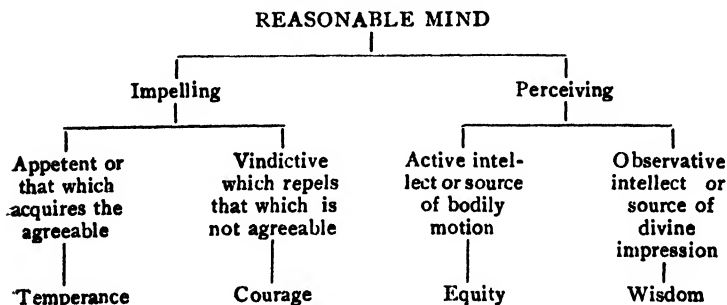 REASONABLE MIND
Impelling
Perceiving
Appetent or
that which
acquires the
agreeable
Vindictive
which repels
that which is
not agreeable
Active intel-
lect or source
of bodily
motion
Observative
intellect or
source of
divine
impression
Temperance
Courage
Equity
Wisdom